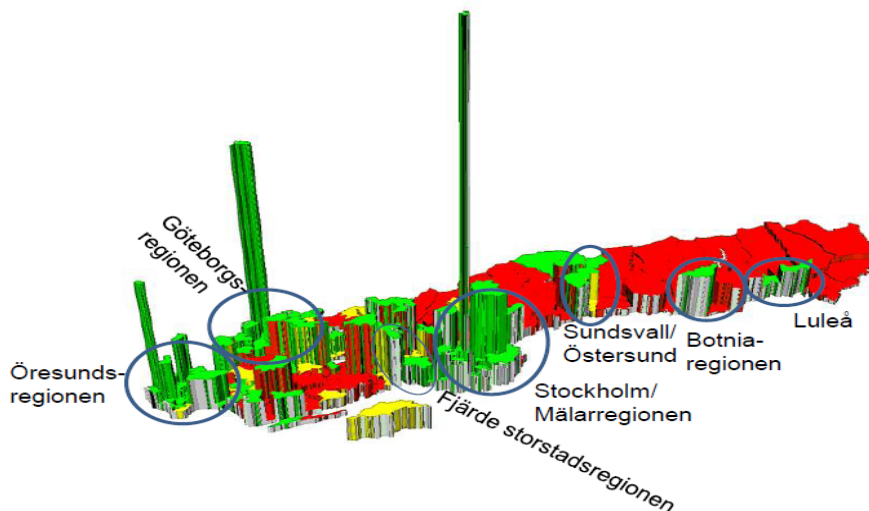 Göteborgs-
regionen
Öresunds-
regionen
Fjärde storstadsregionen
Stockholm/
Mälarregionen
Sundsvall/
Östersund
Botnia-
regionen
Luleå